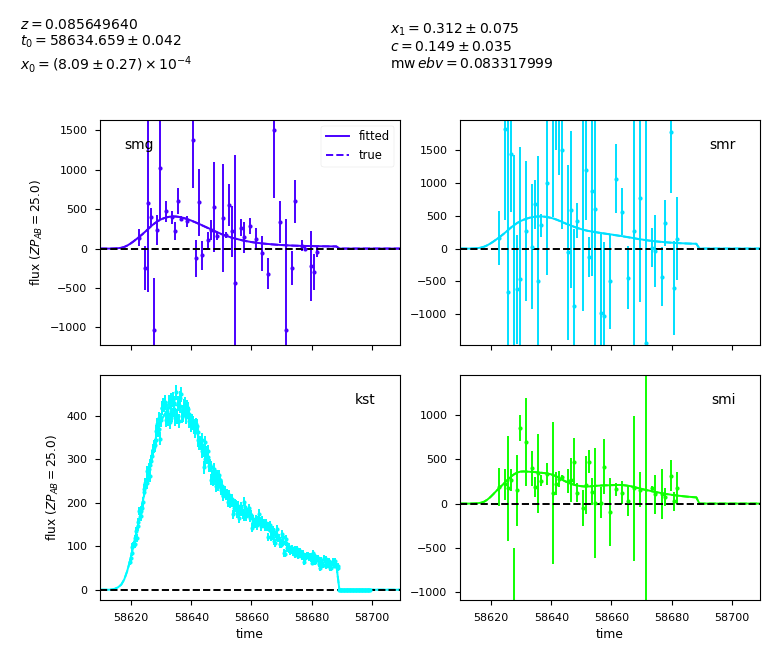 z = 0.085649640
t₀ = 58634.659 ± 0.042
x₀ = (8.09 ± 0.27) × 10⁻⁴
x₁ = 0.312 ± 0.075
c = 0.149 ± 0.035
mw ebv = 0.083317999
smg
fitted
true
1500
1000
500
0
−500
−1000
flux (ZP_AB = 25.0)
smr
1500
1000
500
0
−500
−1000
kst
400
300
200
100
0
flux (ZP_AB = 25.0)
58620 58640 58660 58680 58700
time
smi
1000
500
0
−500
−1000
58620 58640 58660 58680 58700
time